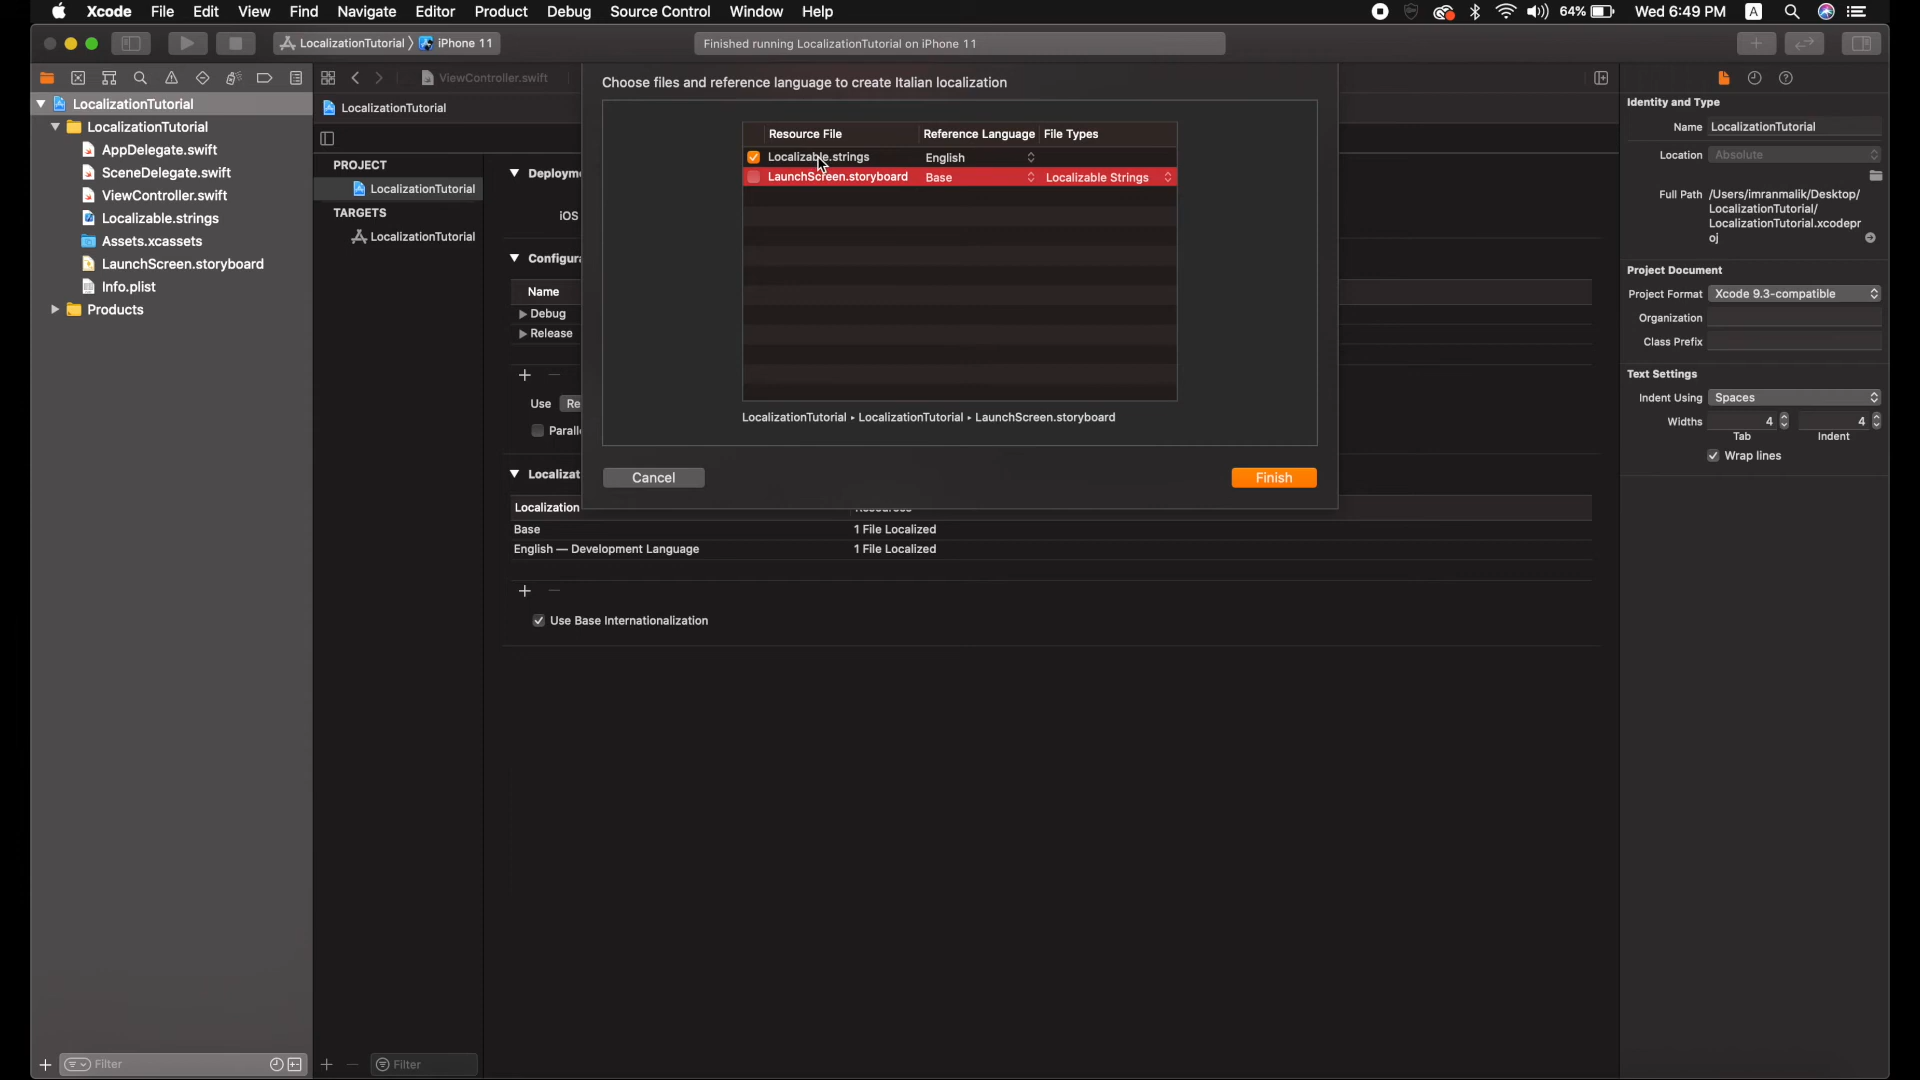 Xcode File Edit View Find Navigate Editor Product Debug Source Control Window Help 64% Wed 6:49 PM A
LocalizationTutorial iPhone 11
Finished running LocalizationTutorial on iPhone 11
ViewController.swift
LocalizationTutorial
LocalizationTutorial
AppDelegate.swift
SceneDelegate.swift
ViewController.swift
Localizable.strings
Assets.xcassets
LaunchScreen.storyboard
Info.plist
Products
Filter
LocalizationTutorial
PROJECT
LocalizationTutorial
TARGETS
LocalizationTutorial
Filter
Deployme
iOS
Configura
Name
Debug
Release
Use Re
Paralle
Localizat
Localization
Base 1 File Localized
English — Development Language 1 File Localized
Use Base Internationalization
Choose files and reference language to create Italian localization
Resource File Reference Language File Types
Localizable.strings English
LaunchScreen.storyboard Base Localizable Strings
LocalizationTutorial ▸ LocalizationTutorial ▸ LaunchScreen.storyboard
Cancel Finish
Identity and Type
Name LocalizationTutorial
Location Absolute
Full Path /Users/imranmalik/Desktop/
LocalizationTutorial/
LocalizationTutorial.xcodepr
oj
Project Document
Project Format Xcode 9.3-compatible
Organization
Class Prefix
Text Settings
Indent Using Spaces
Widths 4 4
Tab Indent
Wrap lines